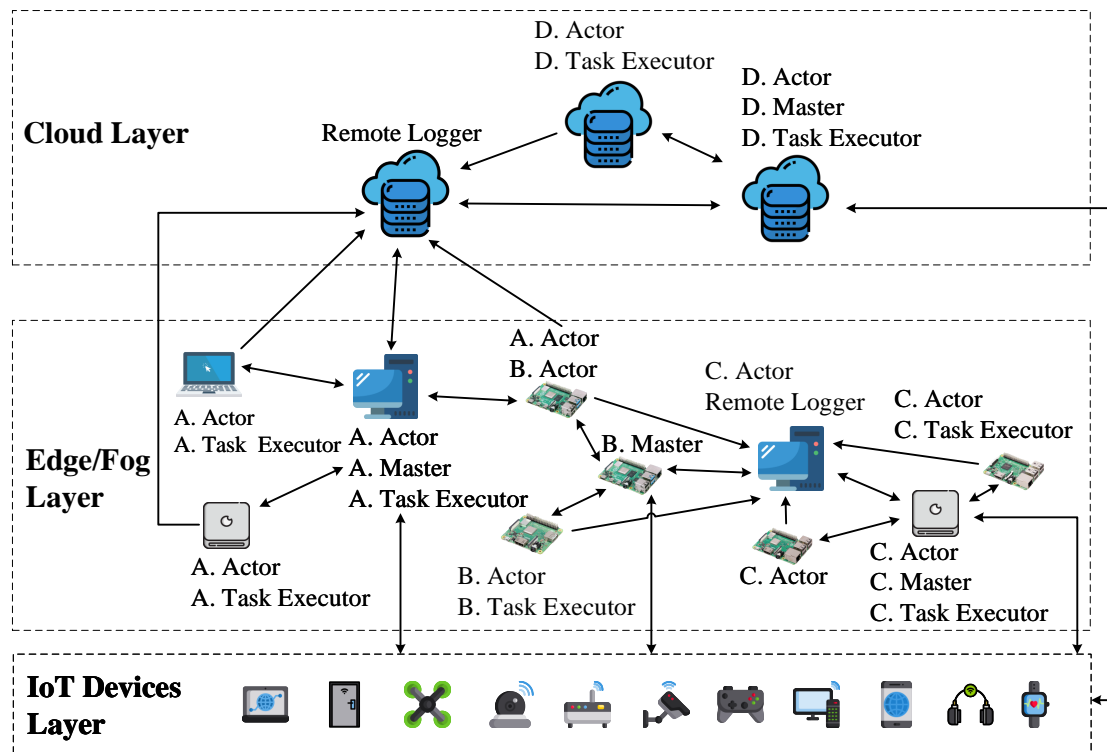 D. Actor
D. Task Executor
D. Actor
D. Master
D. Task Executor
Cloud Layer
Remote Logger
A. Actor
B. Actor
C. Actor
Remote Logger
C. Actor
C. Task Executor
A. Actor
A. Task Executor
A. Actor
A. Master
A. Task Executor
B. Master
Edge/Fog
Layer
A. Actor
A. Task Executor
B. Actor
B. Task Executor
C. Actor
C. Actor
C. Master
C. Task Executor
IoT Devices
Layer